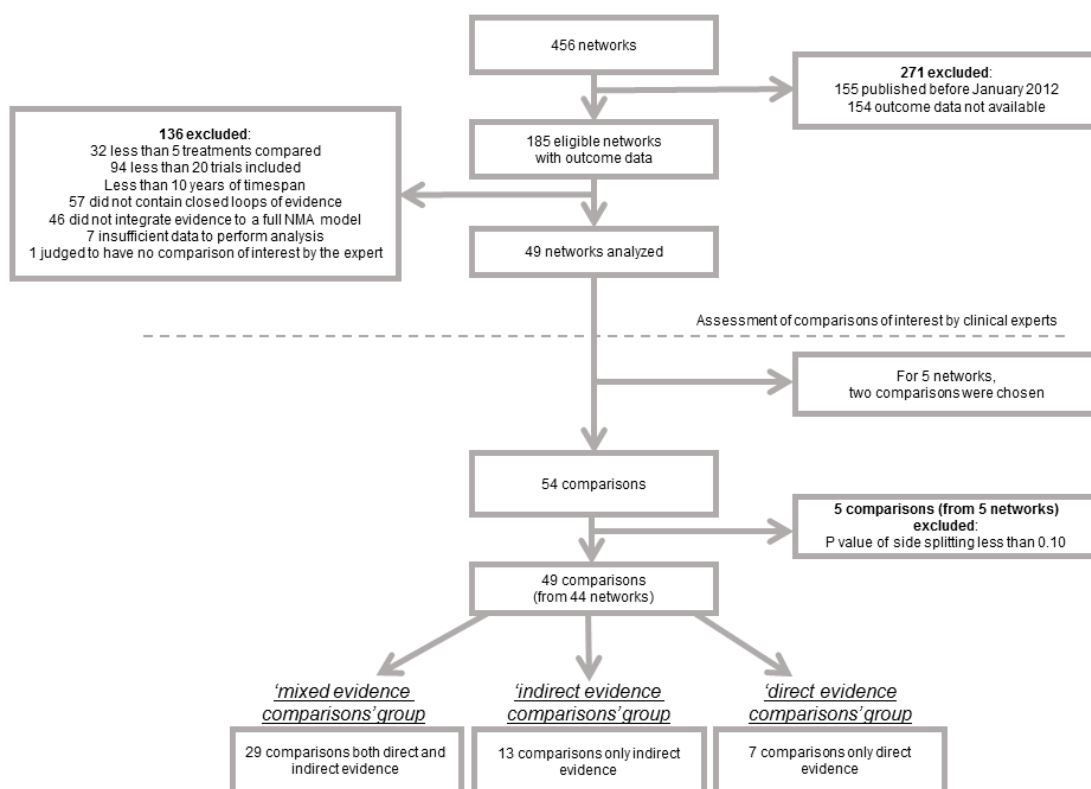 456 networks
271 excluded:
155 published before January 2012
154 outcome data not available
136 excluded:
32 less than 5 treatments compared
94 less than 20 trials included
Less than 10 years of timespan
57 did not contain closed loops of evidence
46 did not integrate evidence to a full NMA model
7 insufficient data to perform analysis
1 judged to have no comparison of interest by the expert
185 eligible networks
with outcome data
49 networks analyzed
Assessment of comparisons of interest by clinical experts
For 5 networks,
two comparisons were chosen
54 comparisons
5 comparisons (from 5 networks)
excluded:
P value of side splitting less than 0.10
49 comparisons
(from 44 networks)
'mixed evidence
comparisons' group
29 comparisons both direct and
indirect evidence
'indirect evidence
comparisons' group
13 comparisons only indirect
evidence
'direct evidence
comparisons' group
7 comparisons only direct
evidence